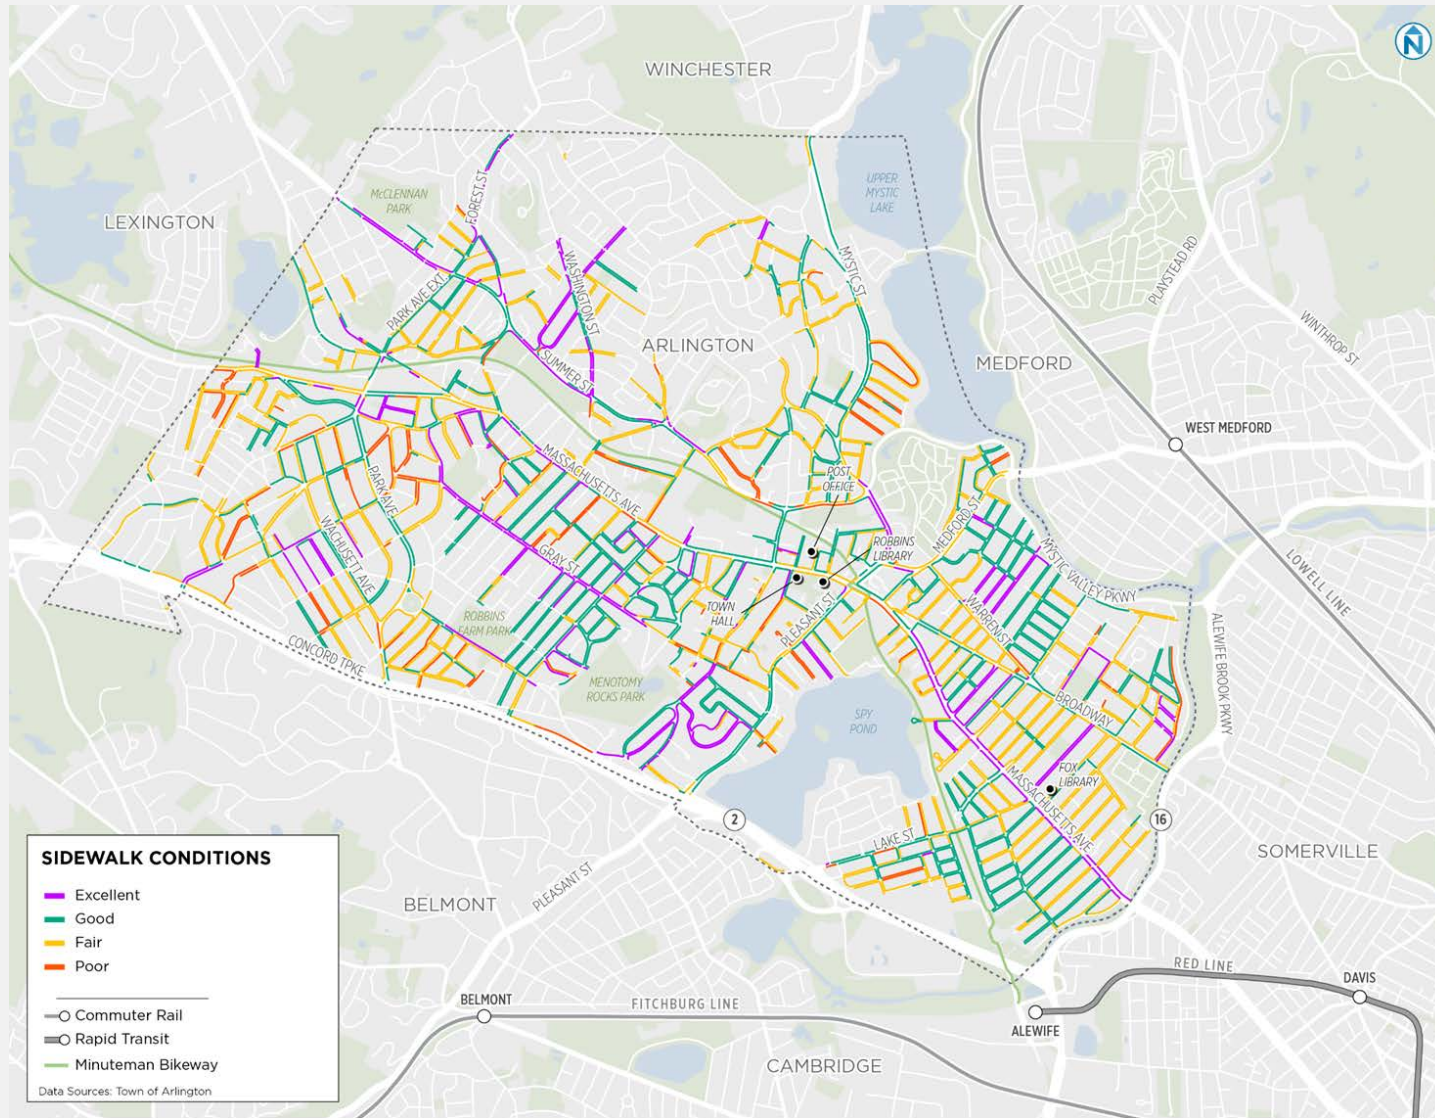 N
WINCHESTER
UPPER
MYSTIC
LAKE
McCLENNAN
PARK
FOREST ST
LEXINGTON
PLAYSTEAD RD
WASHINGTON ST
MYSTIC ST
PARK AVE EXT.
WINTHROP ST
ARLINGTON
MEDFORD
SUMMER ST
WEST MEDFORD
MASSACHUSETTS AVE
POST
OFFICE
PARK AVE
WACHUSETT AVE
MEDFORD ST
ROBBINS
LIBRARY
GRAY ST
MYSTIC VALLEY PKWY
LOWELL LINE
TOWN
HALL
PLEASANT ST
WARREN ST
ROBBINS
FARM PARK
CONCORD TPKE
ALEWIFE BROOK PKWY
MENOTOMY
ROCKS PARK
BROADWAY
SPY
POND
FOX
LIBRARY
MASSACHUSETTS AVE
2
16
LAKE ST
SOMERVILLE
SIDEWALK CONDITIONS
Excellent
Good
Fair
Poor
Commuter Rail
Rapid Transit
Minuteman Bikeway
Data Sources: Town of Arlington
PLEASANT ST
BELMONT
RED LINE
DAVIS
BELMONT
FITCHBURG LINE
ALEWIFE
CAMBRIDGE